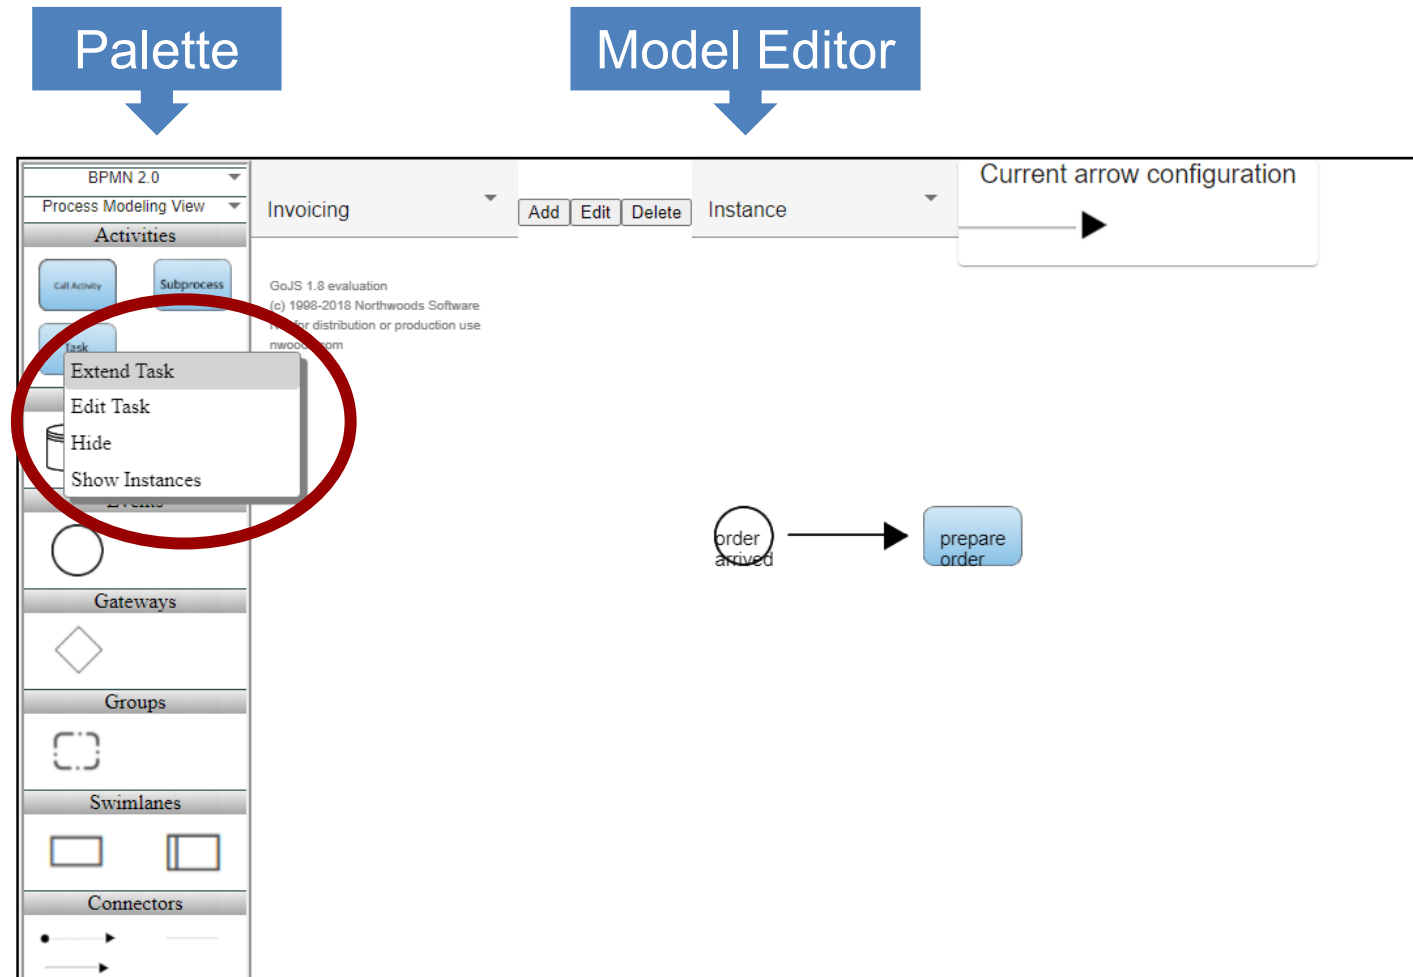 Palette
Model Editor
BPMN 2.0
Process Modeling View
Activities
Call Activity
Subprocess
Task
Extend Task
Edit Task
Hide
Show Instances
Events
Gateways
Groups
Swimlanes
Connectors
Invoicing
Add
Edit
Delete
Instance
Current arrow configuration
GoJS 1.8 evaluation
(c) 1998-2018 Northwoods Software
for distribution or production use
order
arrived
prepare
order